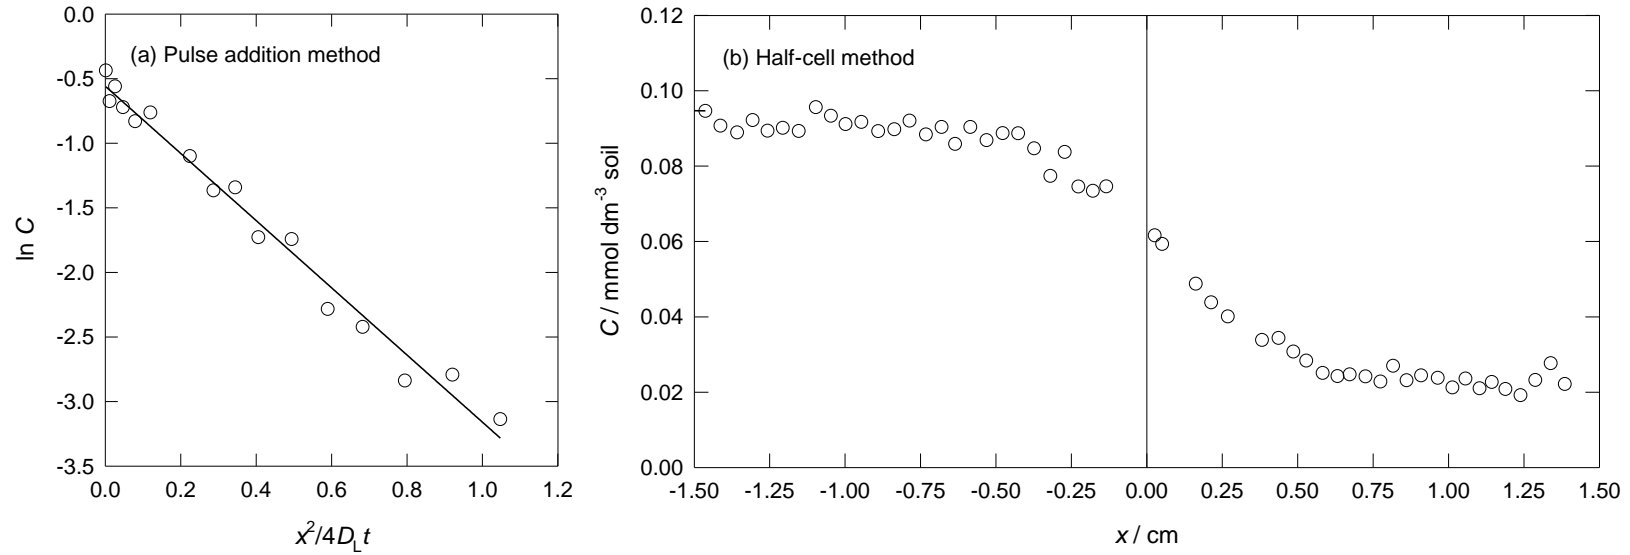 (a) Pulse addition method
0.0
-0.5
-1.0
-1.5
-2.0
-2.5
-3.0
-3.5
ln C
0.0 0.2 0.4 0.6 0.8 1.0 1.2
x²/4D_L t
(b) Half-cell method
0.12
0.10
0.08
0.06
0.04
0.02
0.00
C / mmol dm⁻³ soil
-1.50 -1.25 -1.00 -0.75 -0.50 -0.25 0.00 0.25 0.50 0.75 1.00 1.25 1.50
x / cm